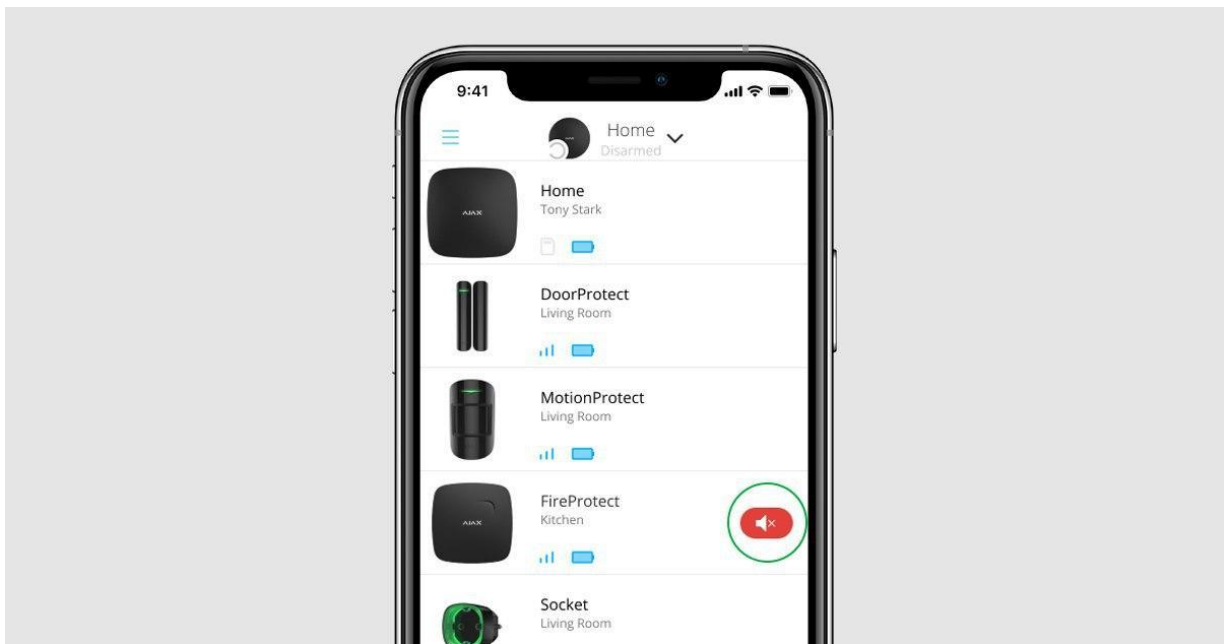 9:41
Home
Disarmed
AJAX
Home
Tony Stark
DoorProtect
Living Room
MotionProtect
Living Room
AJAX
FireProtect
Kitchen
Socket
Living Room